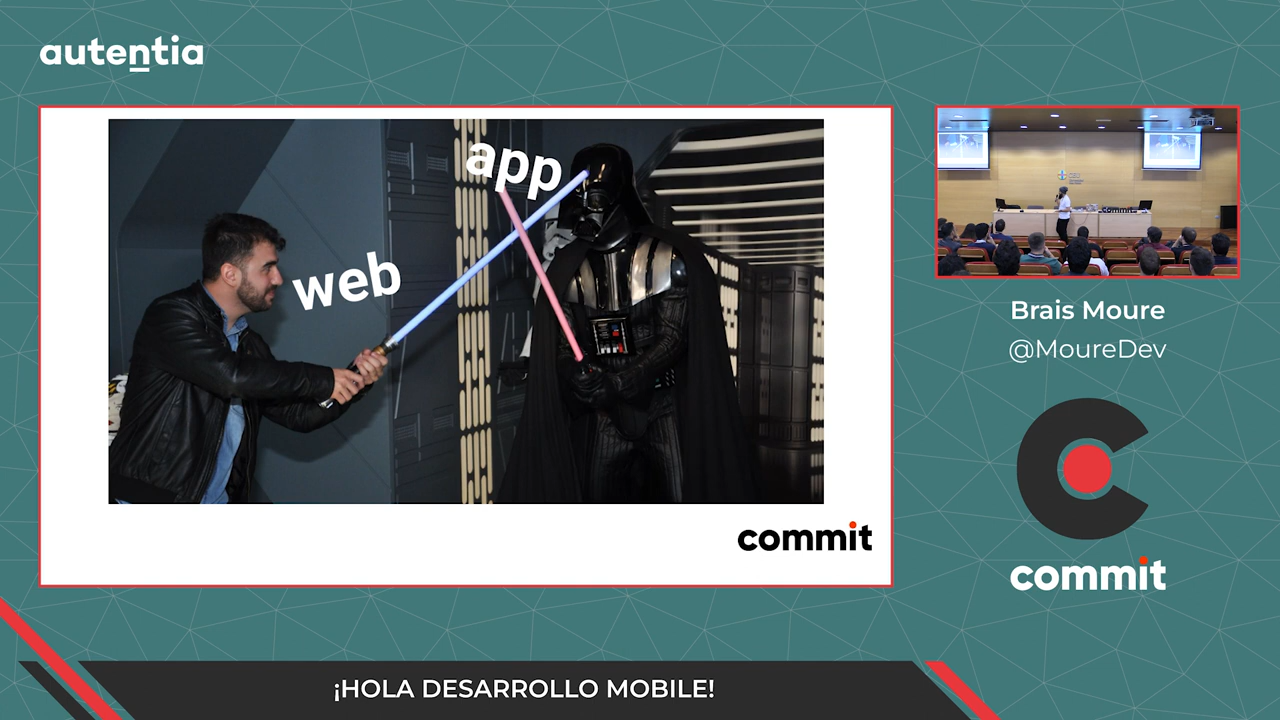 autentia
app
web
commit
Brais Moure
@MoureDev
commit
¡HOLA DESARROLLO MOBILE!